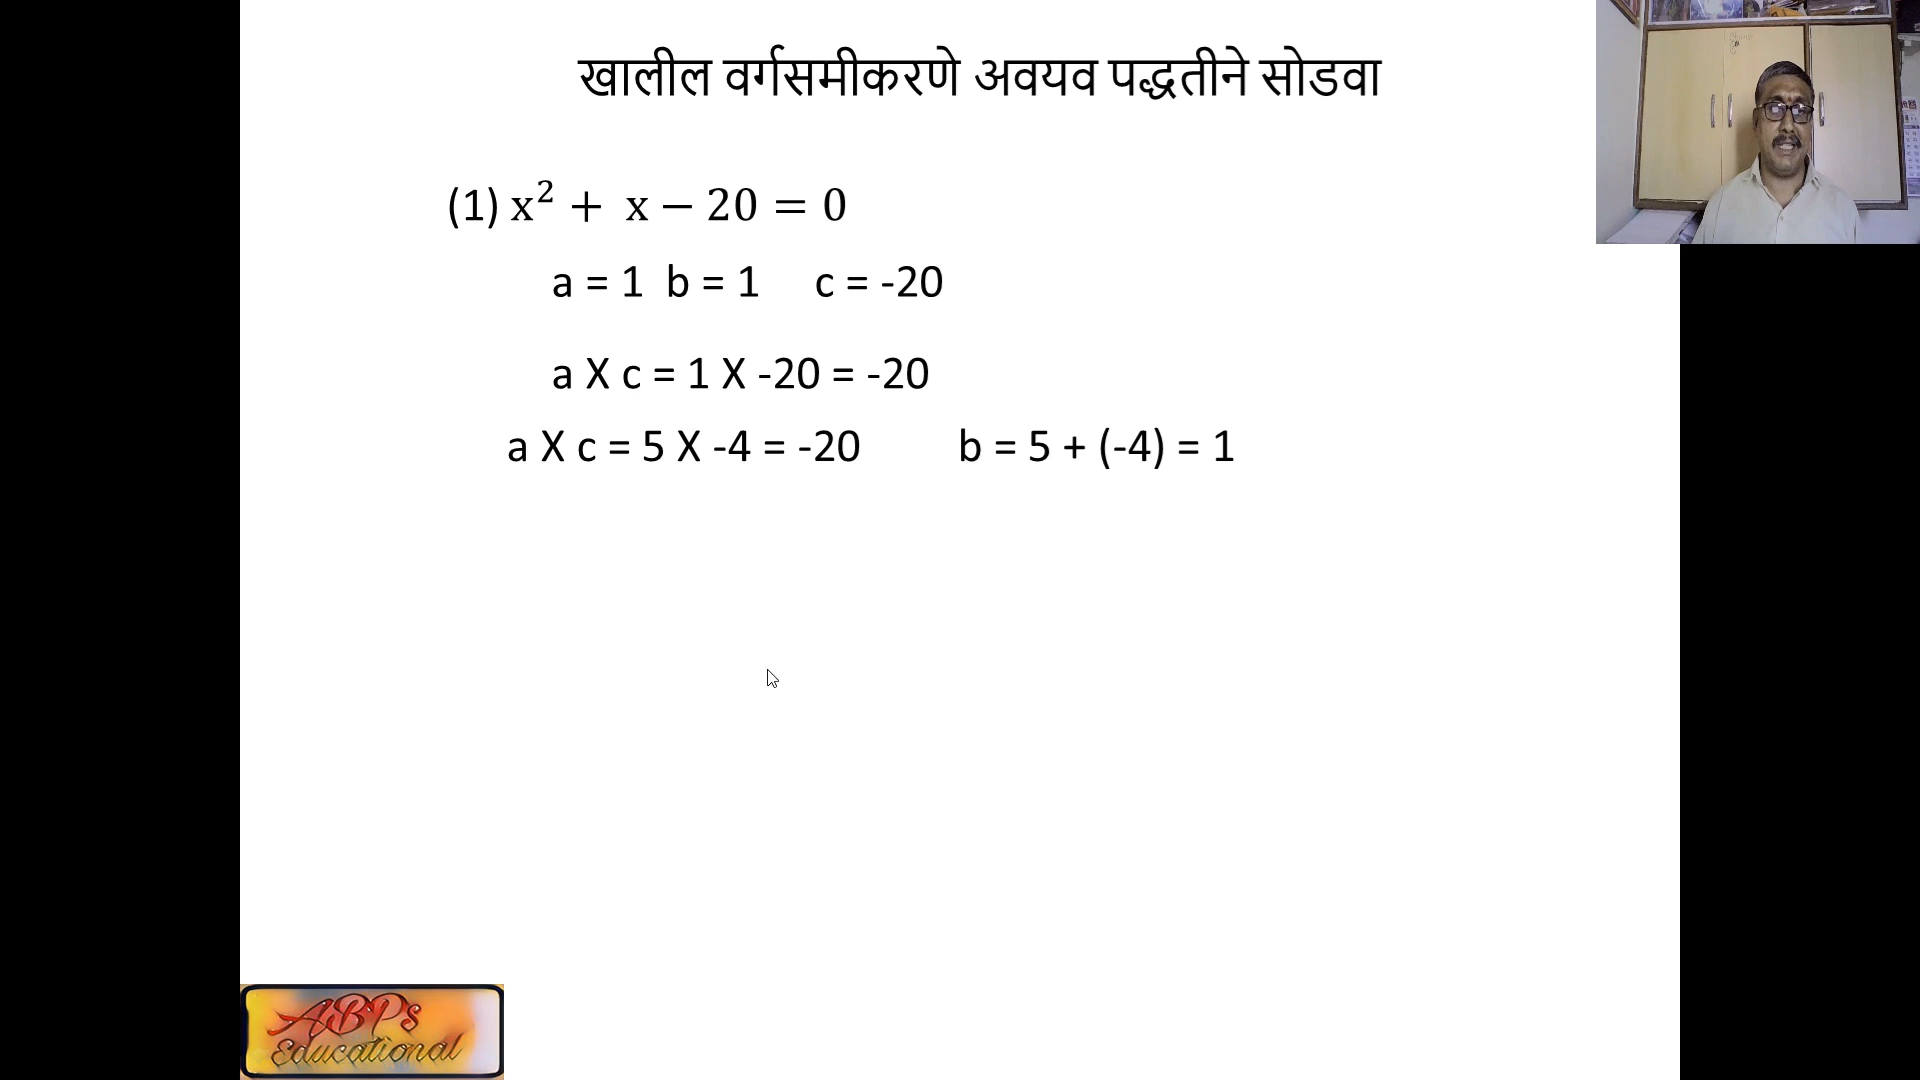 खालील वर्गसमीकरणे अवयव पद्धतीने सोडवा
(1) x² + x − 20 = 0
a = 1 b = 1 c = -20
a X c = 1 X -20 = -20
a X c = 5 X -4 = -20 b = 5 + (-4) = 1
ABPs
Educational